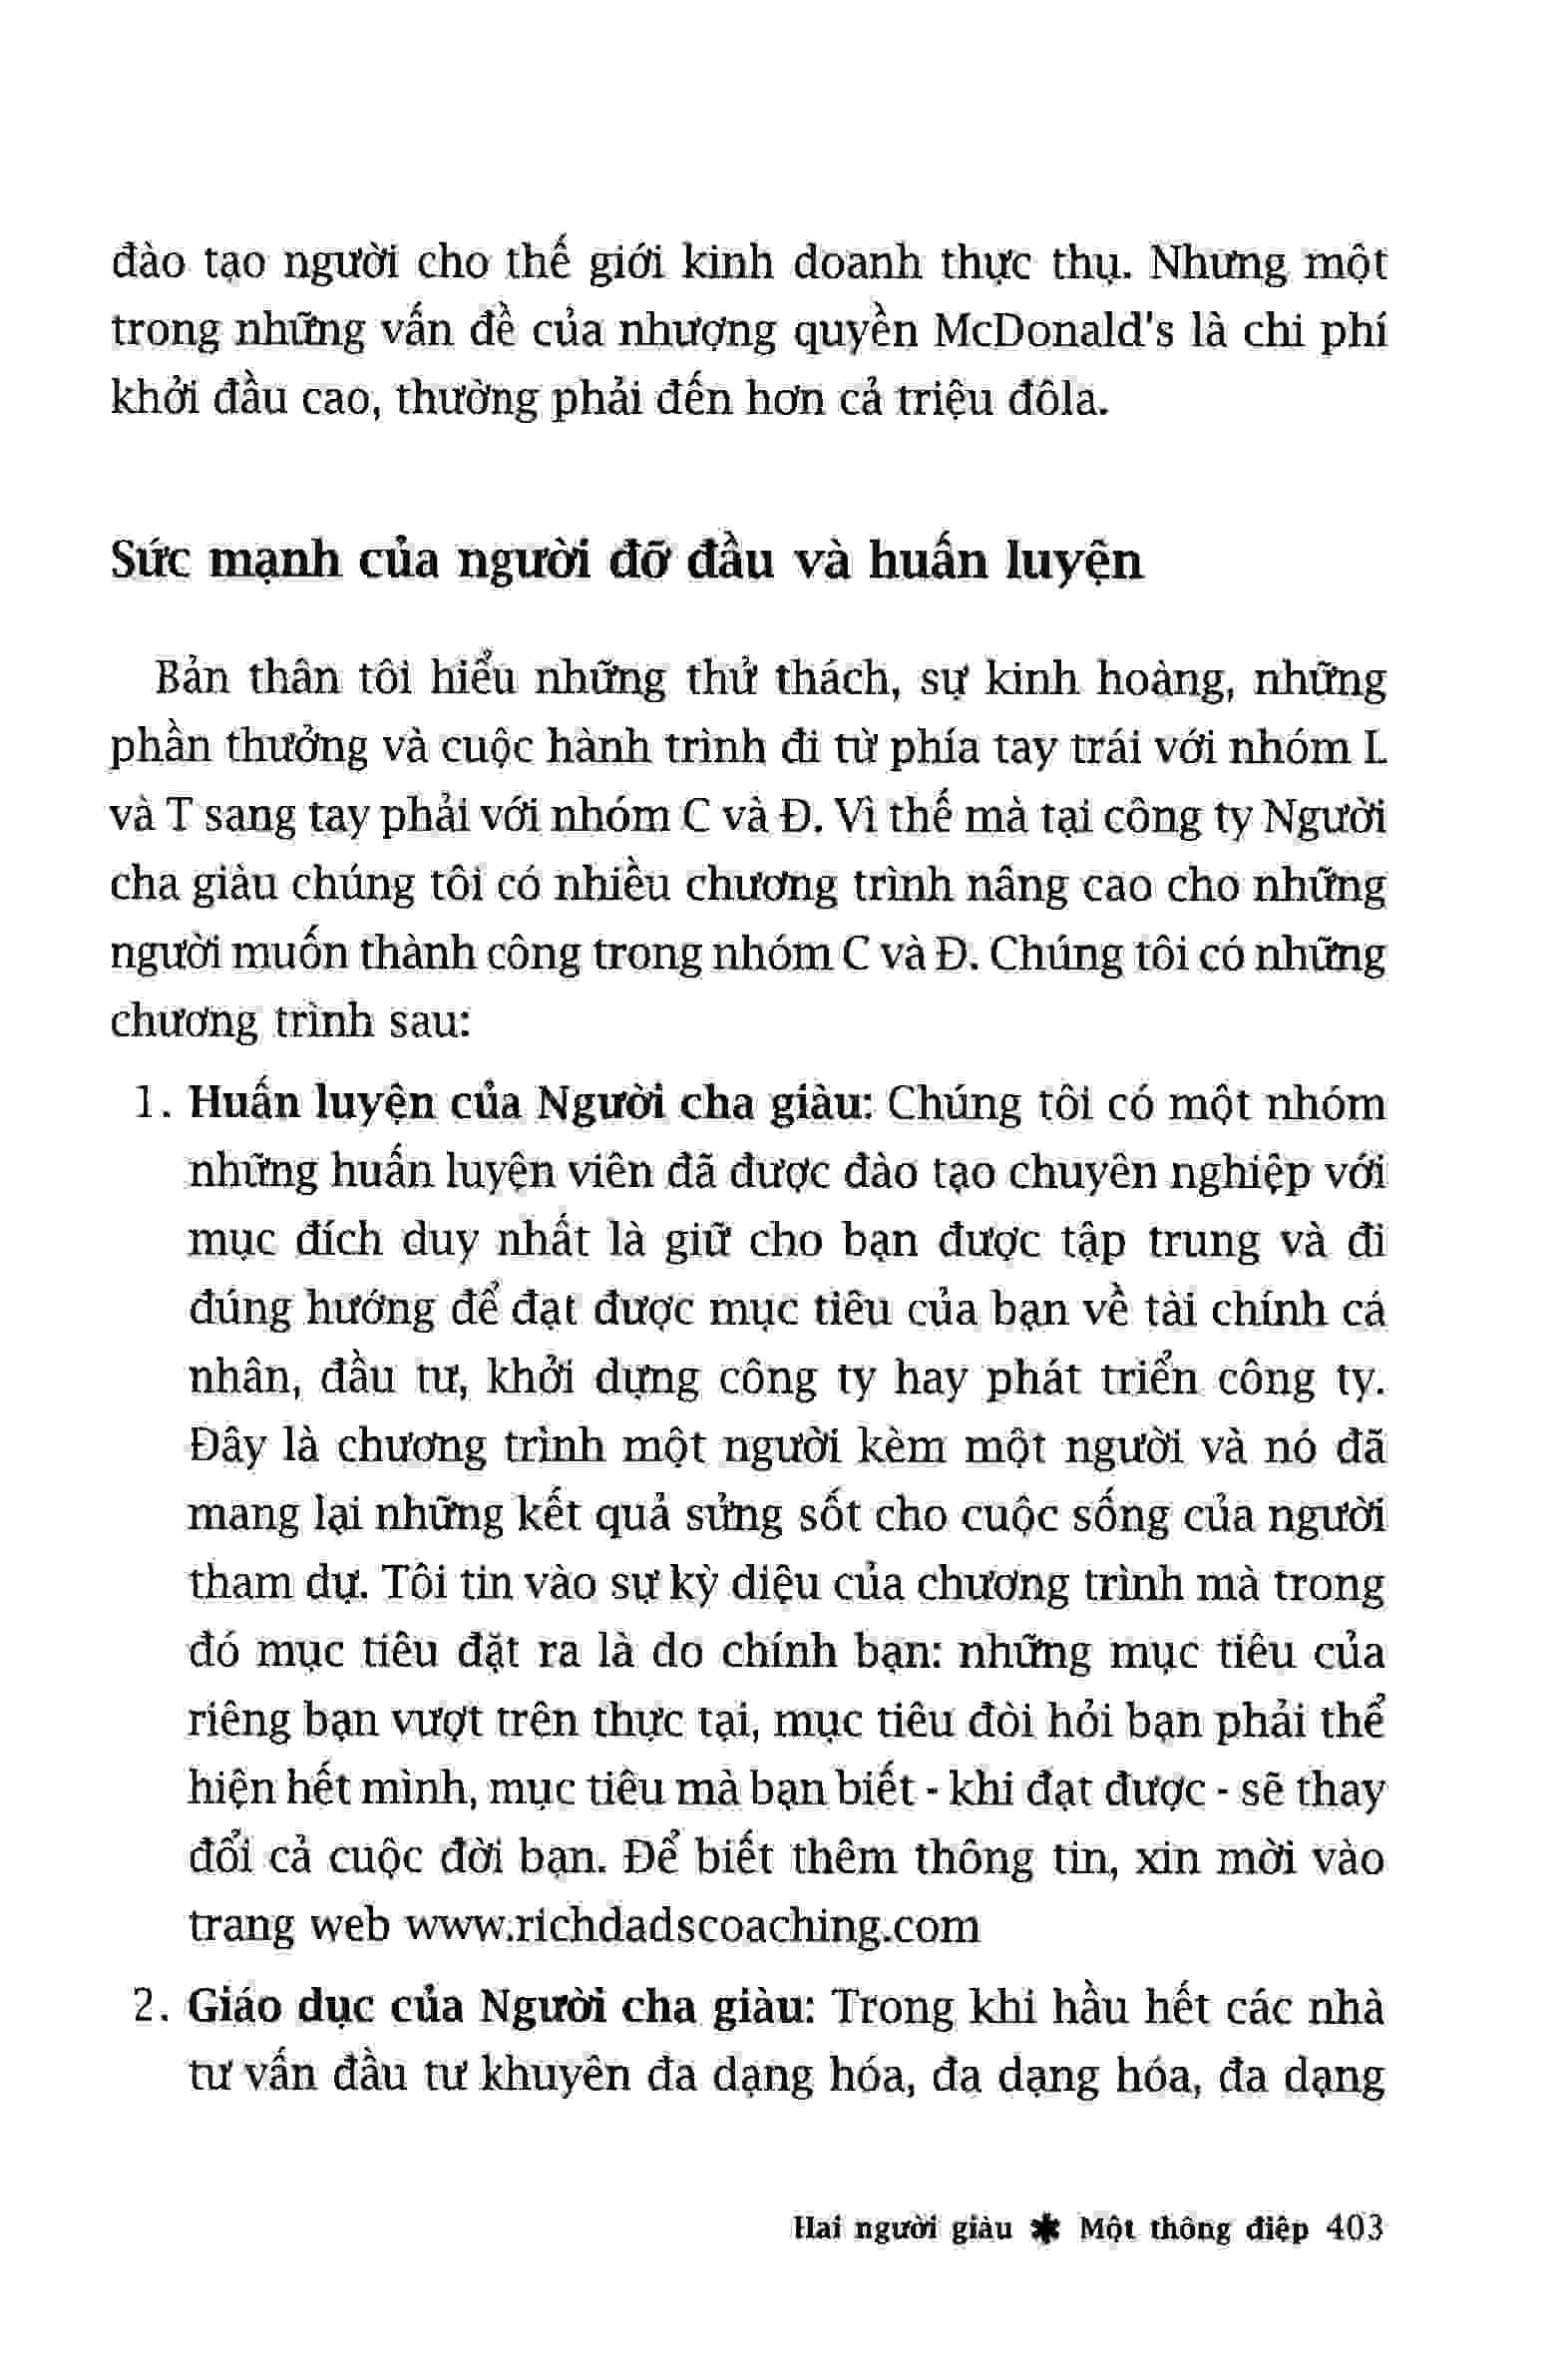 đào tạo người cho thế giới kinh doanh thực thụ. Nhưng một
trong những vấn đề của nhượng quyền McDonald's là chi phí
khởi đầu cao, thường phải đến hơn cả triệu đôla.
Sức mạnh của người đỡ đầu và huấn luyện
Bản thân tôi hiểu những thử thách, sự kinh hoàng, những
phần thưởng và cuộc hành trình đi từ phía tay trái với nhóm L
và T sang tay phải với nhóm C và Đ. Vì thế mà tại công ty Người
cha giàu chúng tôi có nhiều chương trình nâng cao cho những
người muốn thành công trong nhóm C và Đ. Chúng tôi có những
chương trình sau:
1. Huấn luyện của Người cha giàu: Chúng tôi có một nhóm
những huấn luyện viên đã được đào tạo chuyên nghiệp với
mục đích duy nhất là giữ cho bạn được tập trung và đi
đúng hướng để đạt được mục tiêu của bạn về tài chính cá
nhân, đầu tư, khởi dựng công ty hay phát triển công ty.
Đây là chương trình một người kèm một người và nó đã
mang lại những kết quả sửng sốt cho cuộc sống của người
tham dự. Tôi tin vào sự kỳ diệu của chương trình mà trong
đó mục tiêu đặt ra là do chính bạn: những mục tiêu của
riêng bạn vượt trên thực tại, mục tiêu đòi hỏi bạn phải thể
hiện hết mình, mục tiêu mà bạn biết - khi đạt được - sẽ thay
đổi cả cuộc đời bạn. Để biết thêm thông tin, xin mời vào
trang web www.richdadscoaching.com
2. Giáo dục của Người cha giàu: Trong khi hầu hết các nhà
tư vấn đầu tư khuyên đa dạng hóa, đa dạng hóa, đa dạng
Hai người giàu ✱ Một thông điệp 403